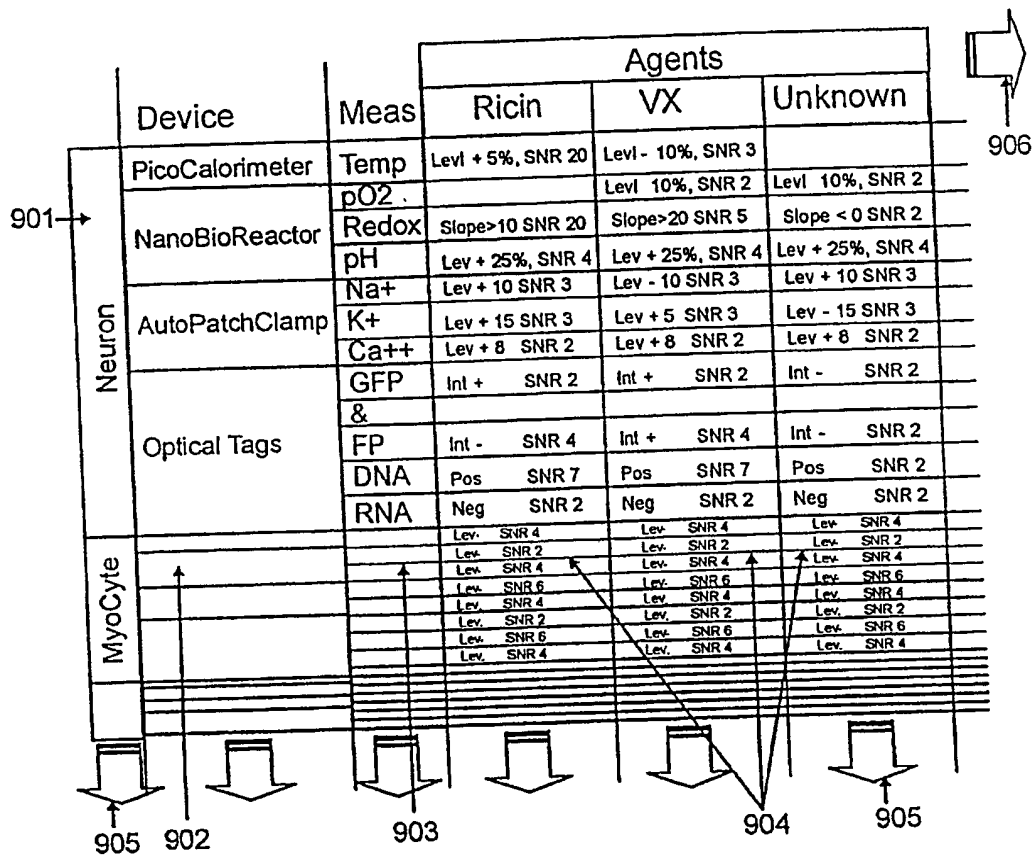 Agents
Device Meas Ricin VX Unknown
906
PicoCalorimeter Temp Levl + 5%, SNR 20 Levl - 10%, SNR 3
pO2 Levl 10%, SNR 2 Levl 10%, SNR 2
901
NanoBioReactor Redox Slope>10 SNR 20 Slope>20 SNR 5 Slope < 0 SNR 2
pH Lev + 25%, SNR 4 Lev + 25%, SNR 4 Lev + 25%, SNR 4
Na+ Lev + 10 SNR 3 Lev - 10 SNR 3 Lev + 10 SNR 3
Neuron
AutoPatchClamp K+ Lev + 15 SNR 3 Lev + 5 SNR 3 Lev - 15 SNR 3
Ca++ Lev + 8 SNR 2 Lev + 8 SNR 2 Lev + 8 SNR 2
GFP Int + SNR 2 Int + SNR 2 Int - SNR 2
&
Optical Tags FP Int - SNR 4 Int + SNR 4 Int - SNR 2
DNA Pos SNR 7 Pos SNR 7 Pos SNR 2
RNA Neg SNR 2 Neg SNR 2 Neg SNR 2
MyoCyte
Lev- SNR 4 Lev- SNR 4 Lev- SNR 4
Lev- SNR 2 Lev- SNR 2 Lev- SNR 2
Lev- SNR 4 Lev- SNR 4 Lev- SNR 4
Lev- SNR 6 Lev- SNR 6 Lev- SNR 6
Lev- SNR 4 Lev- SNR 4 Lev- SNR 4
Lev. SNR 2 Lev- SNR 2 Lev- SNR 2
Lev- SNR 6 Lev- SNR 6 Lev- SNR 6
Lev. SNR 4 Lev. SNR 4 Lev. SNR 4
905 902 903 904 905